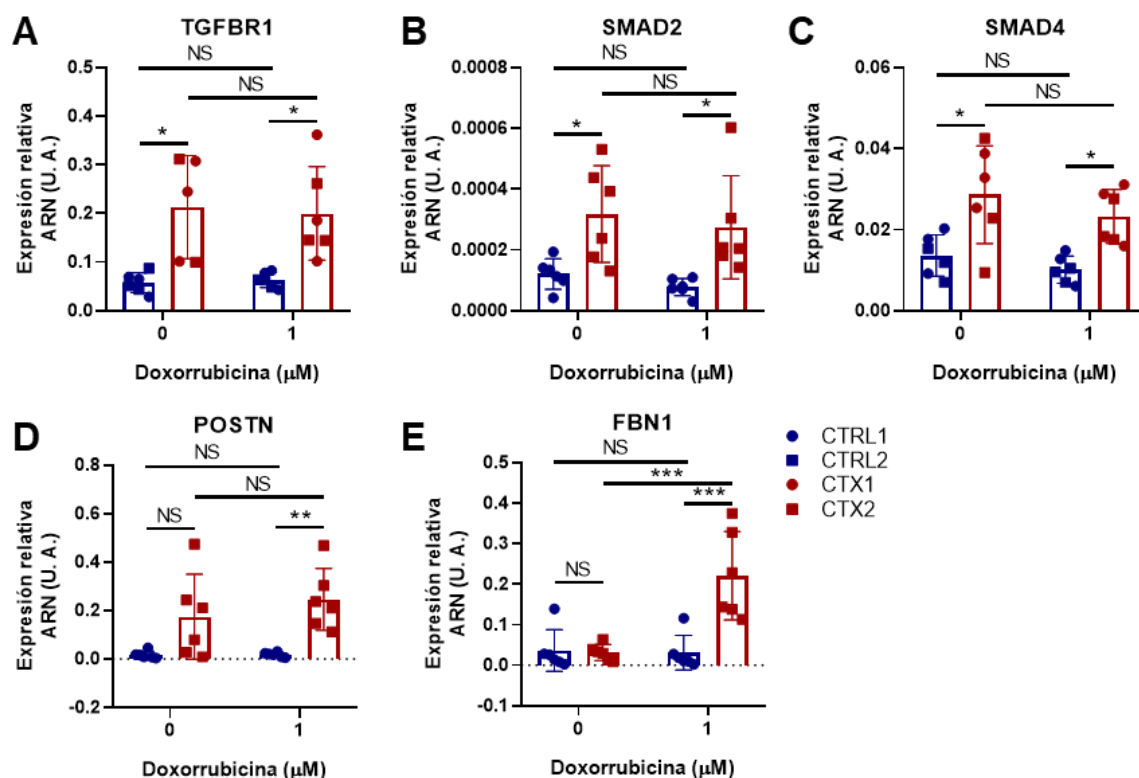 A
TGFBR1
NS
NS
*
*
Expresión relativa
ARN (U. A.)
0.5
0.4
0.3
0.2
0.1
0.0
0
1
Doxorrubicina (μM)
B
SMAD2
NS
NS
*
*
Expresión relativa
ARN (U. A.)
0.0008
0.0006
0.0004
0.0002
0.0000
0
1
Doxorrubicina (μM)
C
SMAD4
NS
NS
*
*
Expresión relativa
ARN (U. A.)
0.06
0.04
0.02
0.00
0
1
Doxorrubicina (μM)
D
POSTN
NS
NS
NS
**
Expresión relativa
ARN (U. A.)
0.8
0.6
0.4
0.2
0.0
-0.2
0
1
Doxorrubicina (μM)
E
FBN1
NS
***
***
NS
Expresión relativa
ARN (U. A.)
0.5
0.4
0.3
0.2
0.1
0.0
-0.1
0
1
Doxorrubicina (μM)
CTRL1
CTRL2
CTX1
CTX2